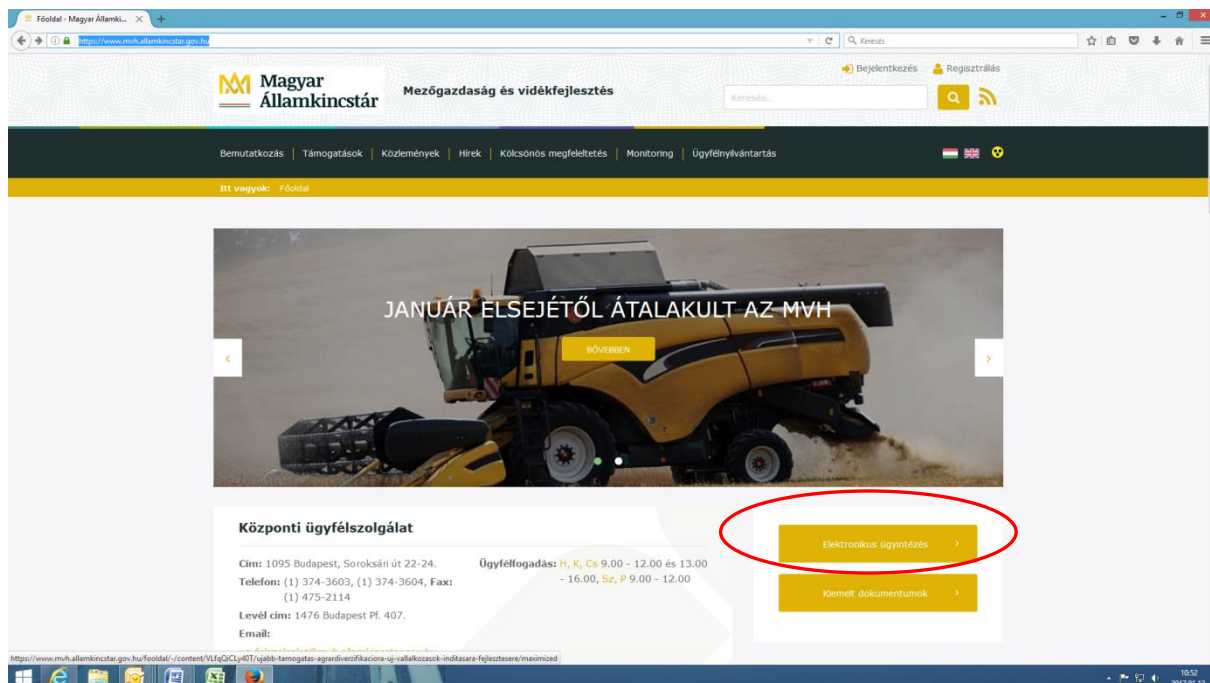 Főoldal - Magyar Államki...
https://www.mvh.allamkincstar.gov.hu
Keresés
Bejelentkezés Regisztrálás
Magyar
Államkincstár
Mezőgazdaság és vidékfejlesztés
Keresés...
Bemutatkozás | Támogatások | Közlemények | Hírek | Kölcsönös megfeleltetés | Monitoring | Ügyfélnyilvántartás
Itt vagyok: Főoldal
JANUÁR ELSEJÉTŐL ÁTALAKULT AZ MVH
BŐVEBBEN
Központi ügyfélszolgálat
Cím: 1095 Budapest, Soroksári út 22-24.
Telefon: (1) 374-3603, (1) 374-3604, Fax:
(1) 475-2114
Levél cím: 1476 Budapest Pf. 407.
Email:
Ügyfélfogadás: H, K, Cs 9.00 - 12.00 és 13.00
- 16.00, Sz, P 9.00 - 12.00
Elektronikus ügyintézés
Kiemelt dokumentumok
https://www.mvh.allamkincstar.gov.hu/fooldal/-/content/VLfqQiCLy40T/ujabb-tamogatas-agrardiverzifikaciora-uj-vallalkozasok-inditasara-fejlesztesere/maximized
10:52